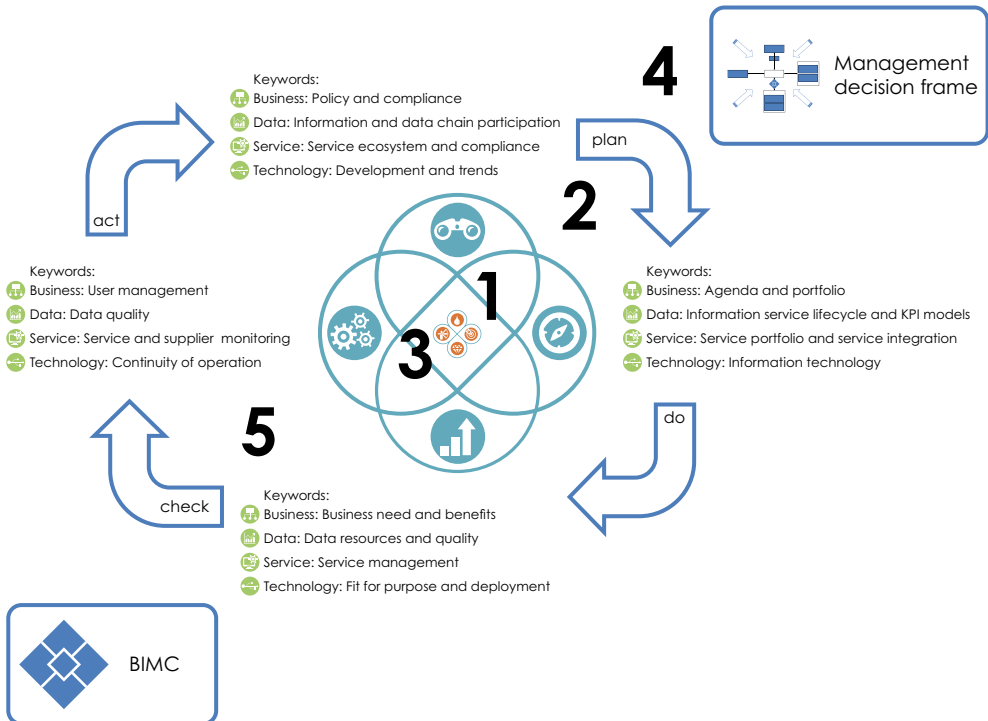 4
Management
decision frame
Keywords:
Business: Policy and compliance
Data: Information and data chain participation
Service: Service ecosystem and compliance
Technology: Development and trends
plan
act
2
1
3
Keywords:
Business: User management
Data: Data quality
Service: Service and supplier monitoring
Technology: Continuity of operation
Keywords:
Business: Agenda and portfolio
Data: Information service lifecycle and KPI models
Service: Service portfolio and service integration
Technology: Information technology
do
5
check
Keywords:
Business: Business need and benefits
Data: Data resources and quality
Service: Service management
Technology: Fit for purpose and deployment
BIMC